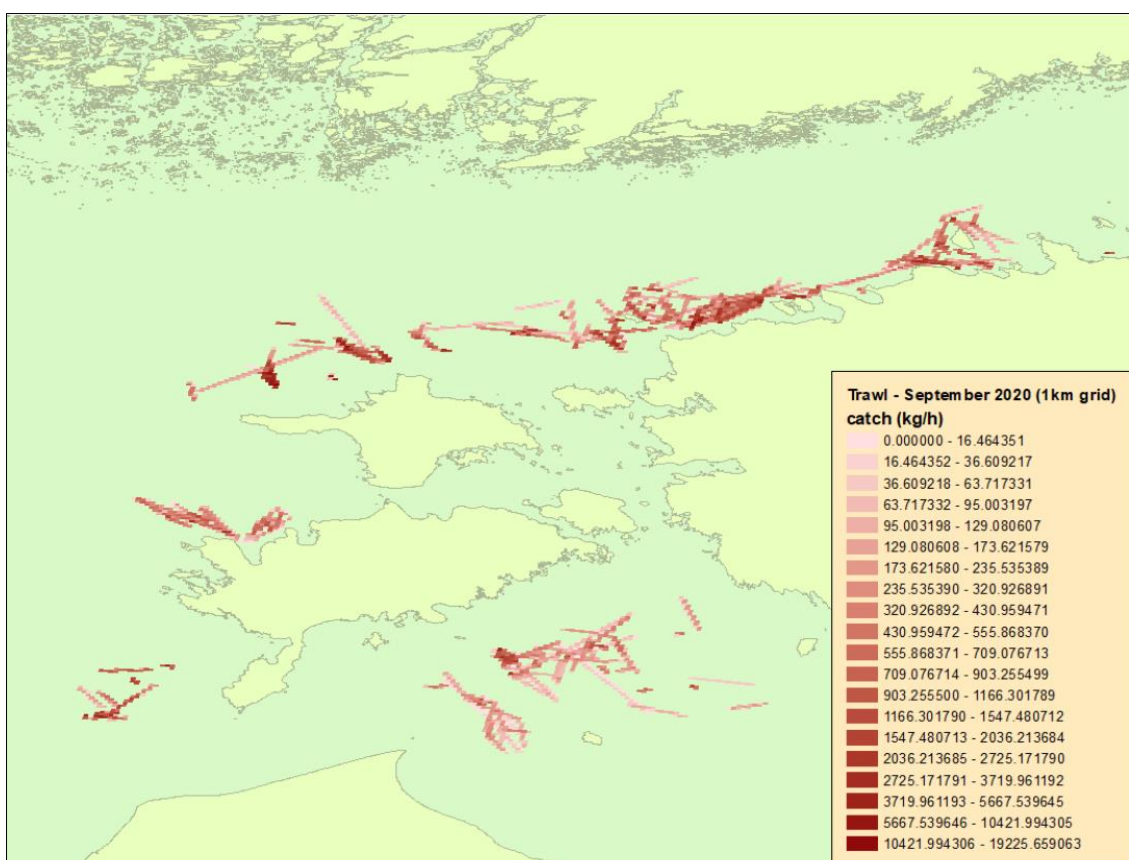 Trawl - September 2020 (1km grid)
catch (kg/h)
0.000000 - 16.464351
16.464352 - 36.609217
36.609218 - 63.717331
63.717332 - 95.003197
95.003198 - 129.080607
129.080608 - 173.621579
173.621580 - 235.535389
235.535390 - 320.926891
320.926892 - 430.959471
430.959472 - 555.868370
555.868371 - 709.076713
709.076714 - 903.255499
903.255500 - 1166.301789
1166.301790 - 1547.480712
1547.480713 - 2036.213684
2036.213685 - 2725.171790
2725.171791 - 3719.961192
3719.961193 - 5667.539645
5667.539646 - 10421.994305
10421.994306 - 19225.659063